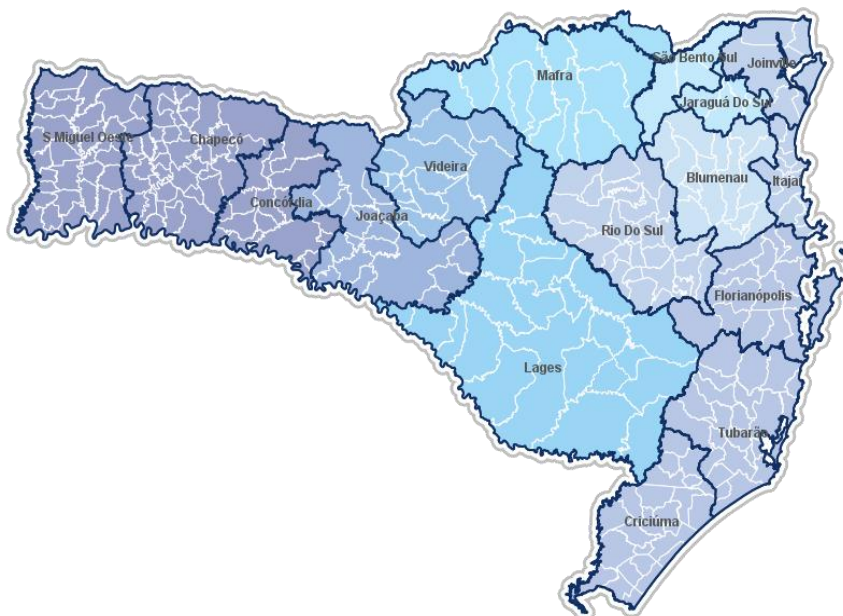 São Bento Sul
Joinville
Mafra
Jaraguá Do Sul
S Miguel Oeste
Chapecó
Videira
Blumenau
Itajaí
Concórdia
Joaçaba
Rio Do Sul
Florianópolis
Lages
Tubarão
Criciúma